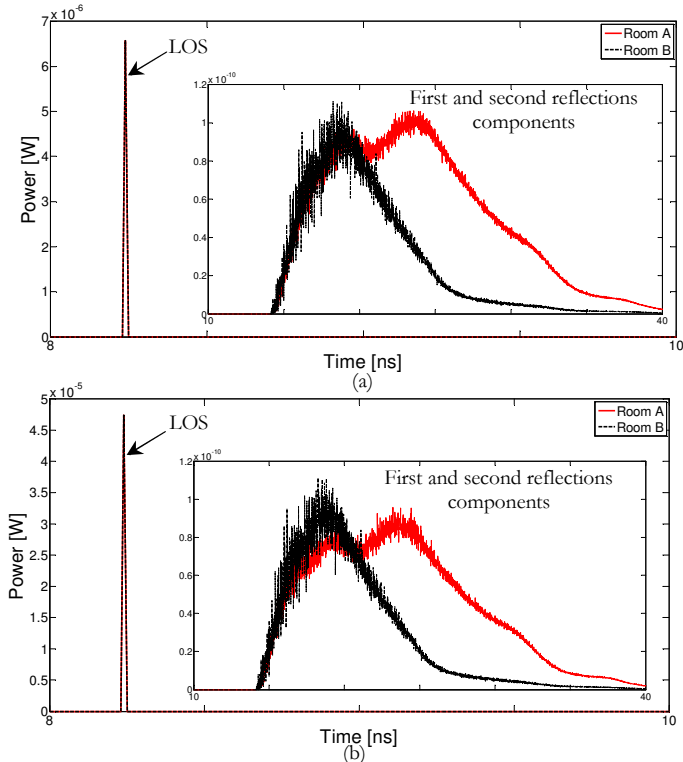 7 x 10^-6
6
5
4
3
2
1
0
Power [W]
LOS
Room A
Room B
1.2 x 10^-10
1
0.8
0.6
0.4
0.2
0
First and second reflections
components
10
40
8
10
Time [ns]
(a)
5 x 10^-5
4.5
4
3.5
3
2.5
2
1.5
1
0.5
0
Power [W]
LOS
Room A
Room B
1.2 x 10^-10
1
0.8
0.6
0.4
0.2
0
First and second reflections
components
10
40
8
10
Time [ns]
(b)